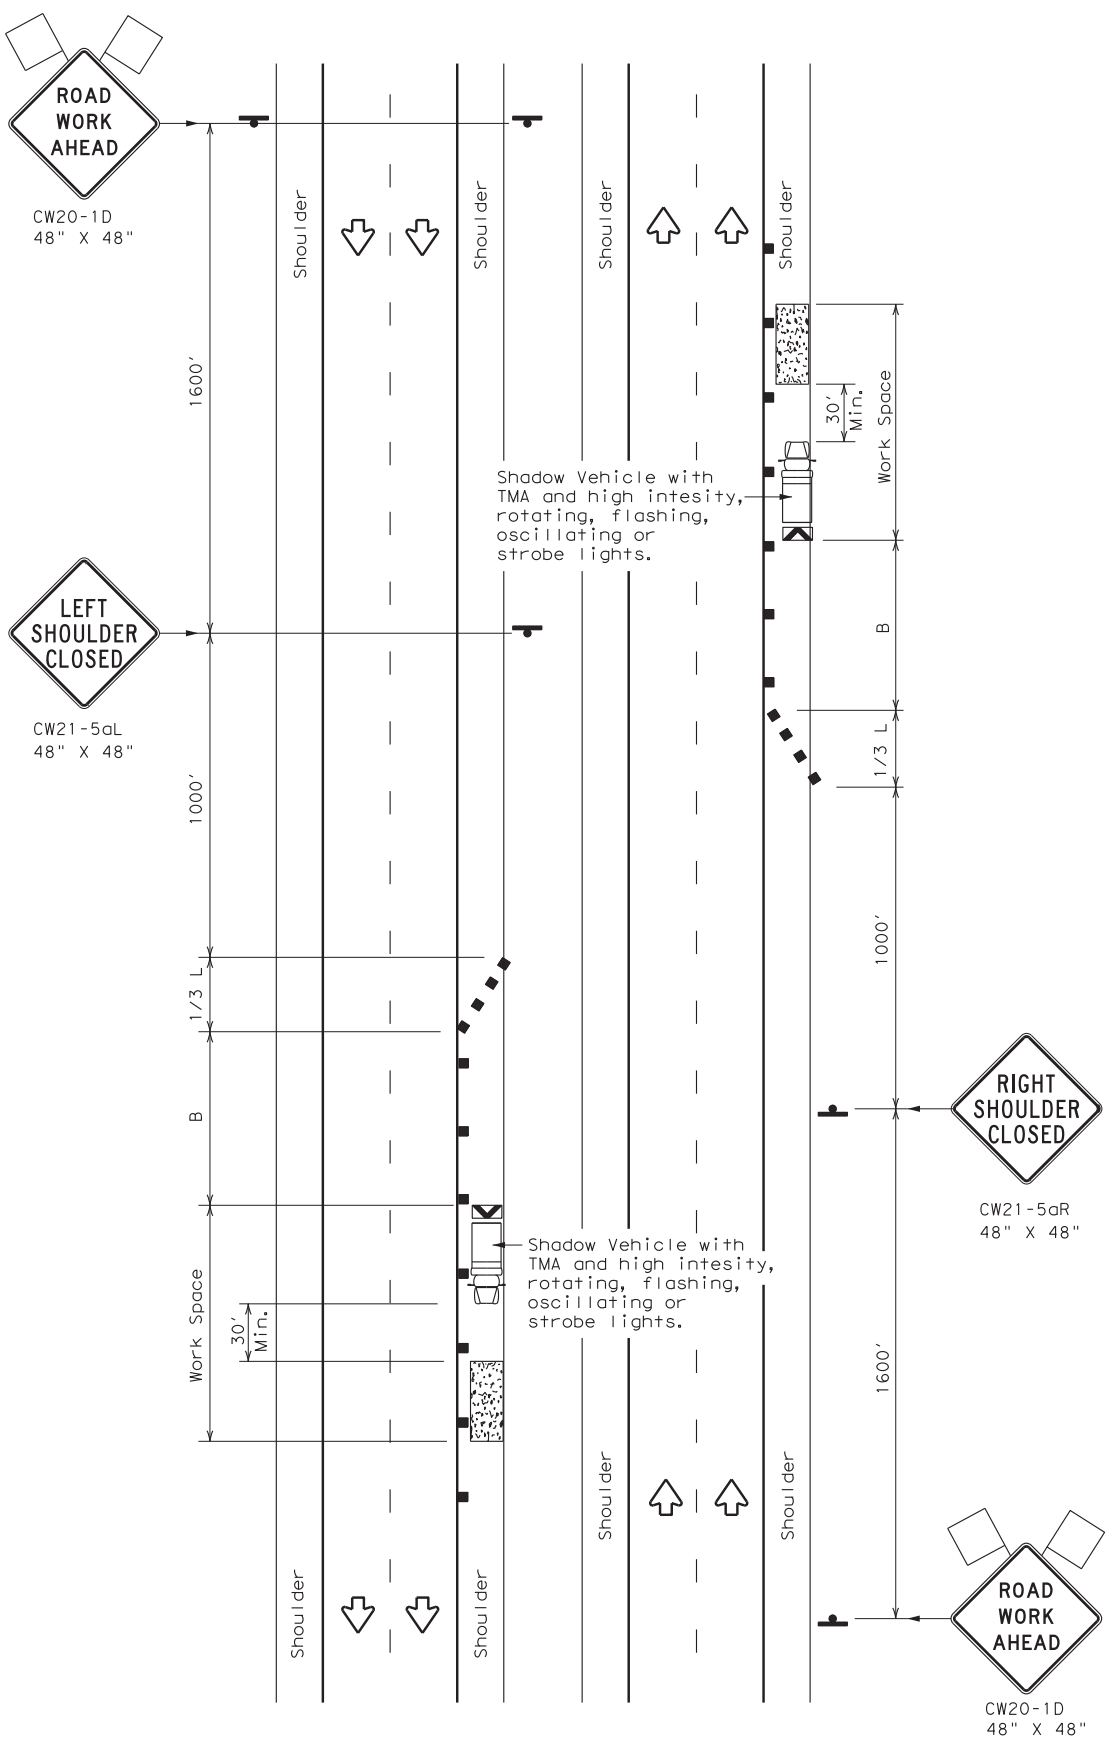 ROAD
WORK
AHEAD
CW20-1D
48" X 48"
Shoulder
Shoulder
Shoulder
Shoulder
1600'
30'
Min.
Work Space
Shadow Vehicle with
TMA and high intesity,
rotating, flashing,
oscillating or
strobe lights.
LEFT
SHOULDER
CLOSED
CW21-5aL
48" X 48"
B
1/3 L
1000'
1000'
1/3 L
B
RIGHT
SHOULDER
CLOSED
CW21-5aR
48" X 48"
Shadow Vehicle with
TMA and high intesity,
rotating, flashing,
oscillating or
strobe lights.
Work Space
30'
Min.
1600'
Shoulder
Shoulder
Shoulder
Shoulder
ROAD
WORK
AHEAD
CW20-1D
48" X 48"